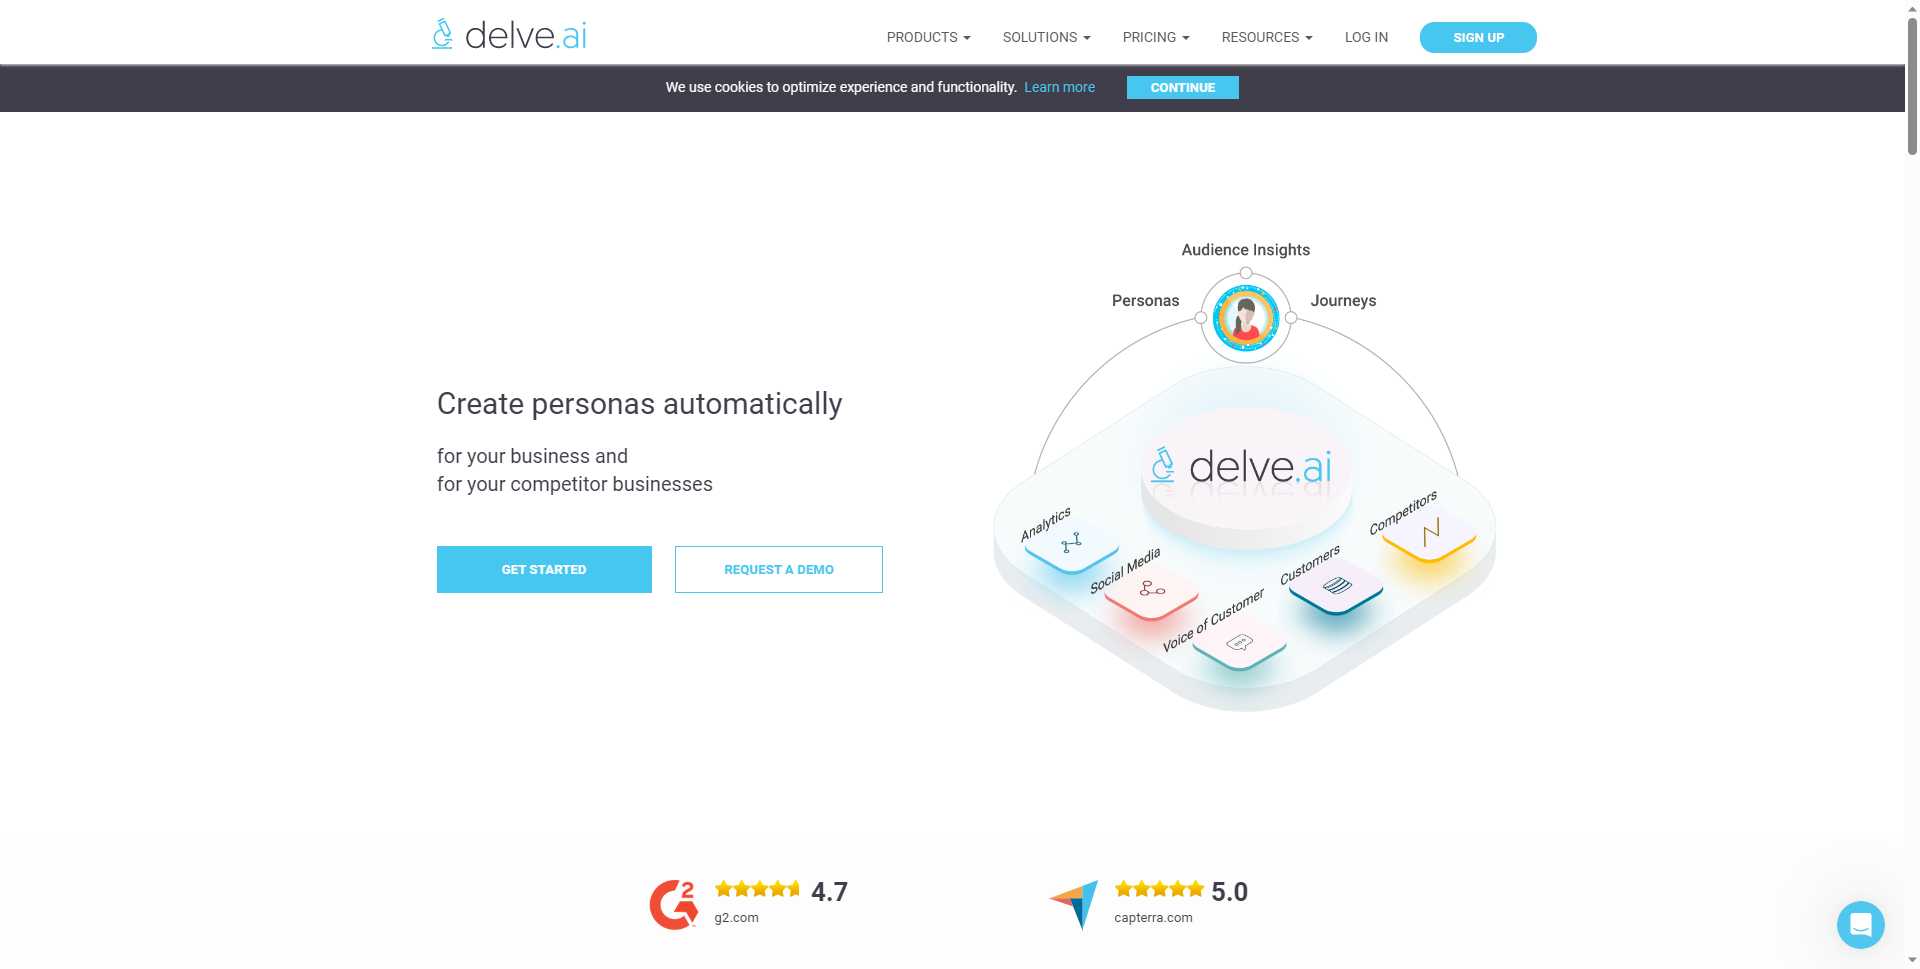 delve.ai
PRODUCTS
SOLUTIONS
PRICING
RESOURCES
LOG IN
SIGN UP
We use cookies to optimize experience and functionality. Learn more
CONTINUE
Audience Insights
Personas
Journeys
Create personas automatically
for your business and
for your competitor businesses
GET STARTED
REQUEST A DEMO
delve.ai
Analytics
Social Media
Voice of Customer
Customers
Competitors
G2
4.7
g2.com
5.0
capterra.com